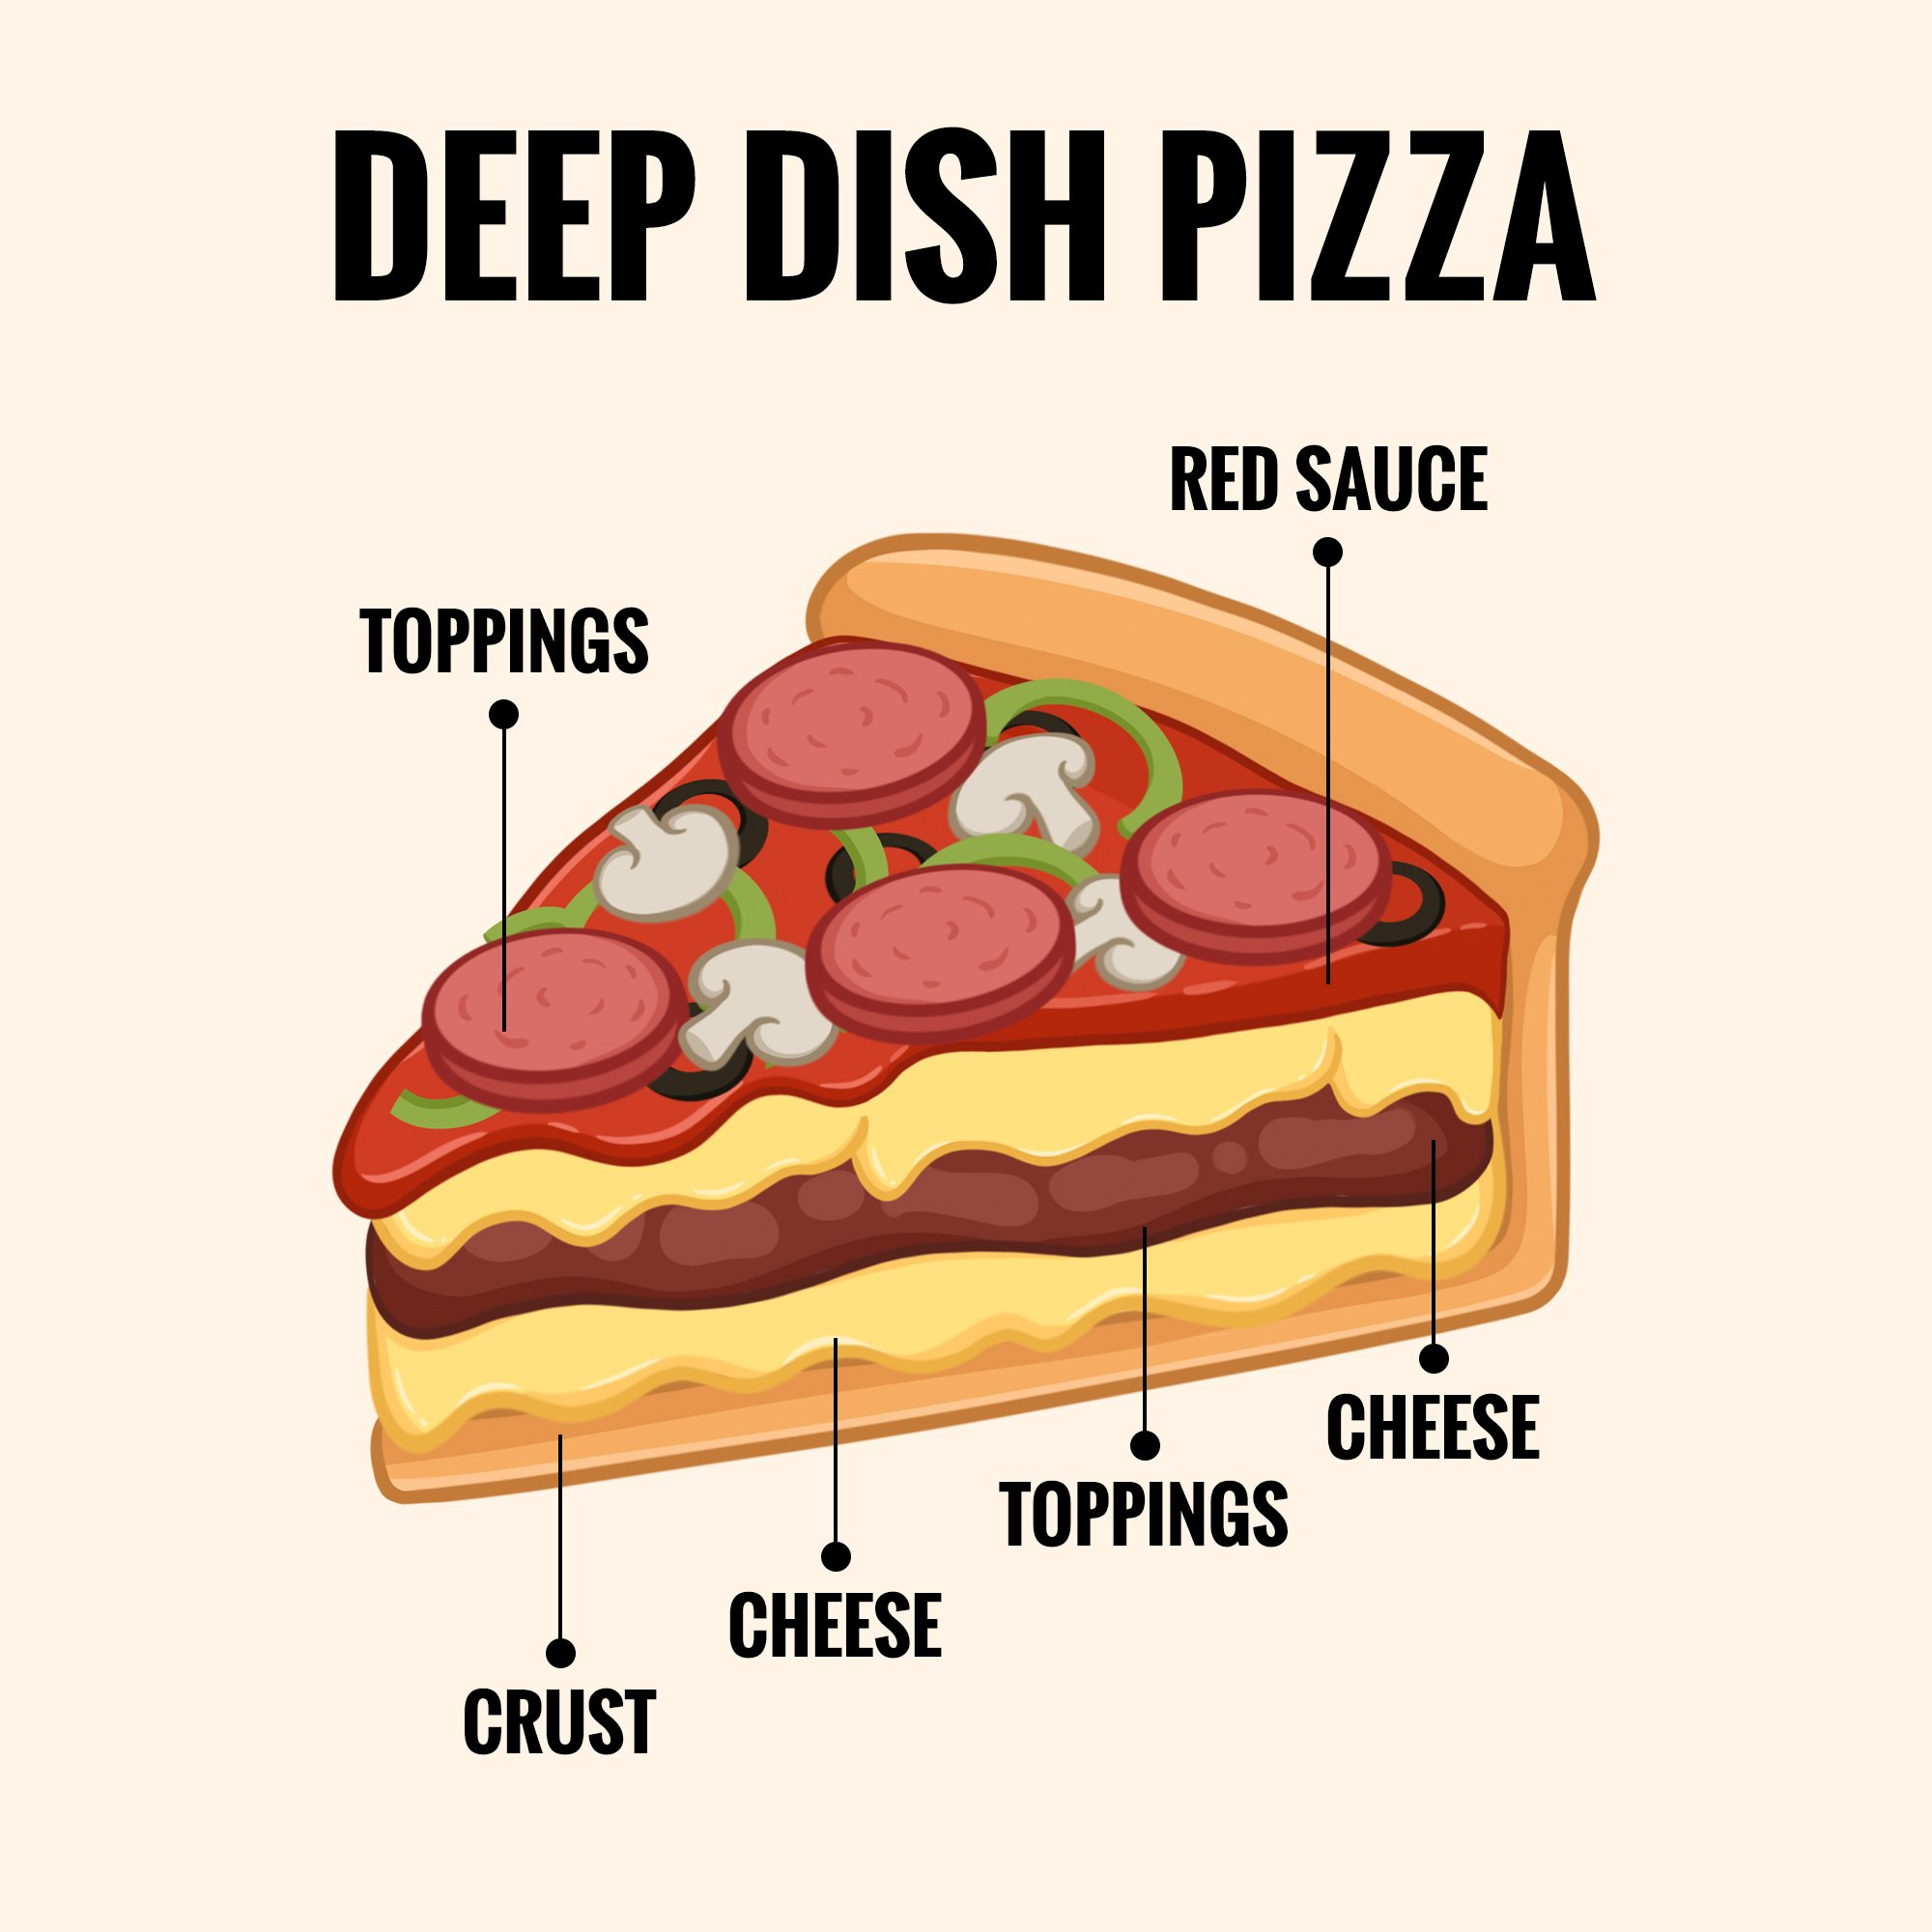 DEEP DISH PIZZA
RED SAUCE
TOPPINGS
CHEESE
TOPPINGS
CHEESE
CRUST